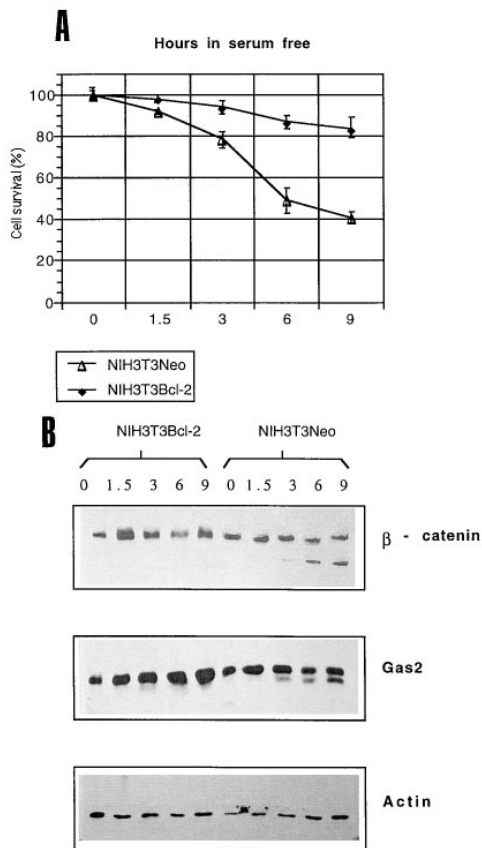 A
Hours in serum free
Cell survival (%)
100
80
60
40
20
0
0 1.5 3 6 9
NIH3T3Neo
NIH3T3Bcl-2
B
NIH3T3Bcl-2 NIH3T3Neo
0 1.5 3 6 9 0 1.5 3 6 9
β - catenin
Gas2
Actin